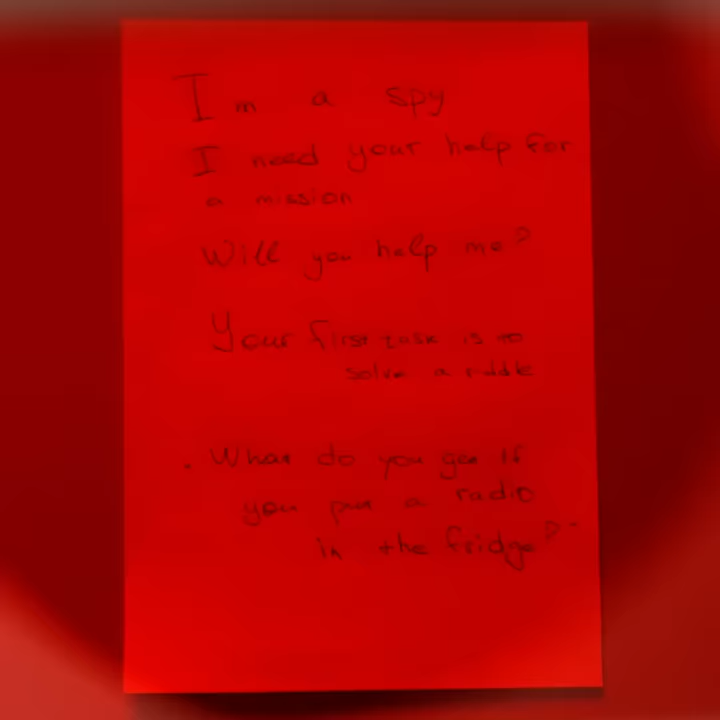 Im a spy
I need your help for
a mission
Will you help me?
Your first task is to
solve a riddle
. What do you get if
you put a radio
in the fridge?